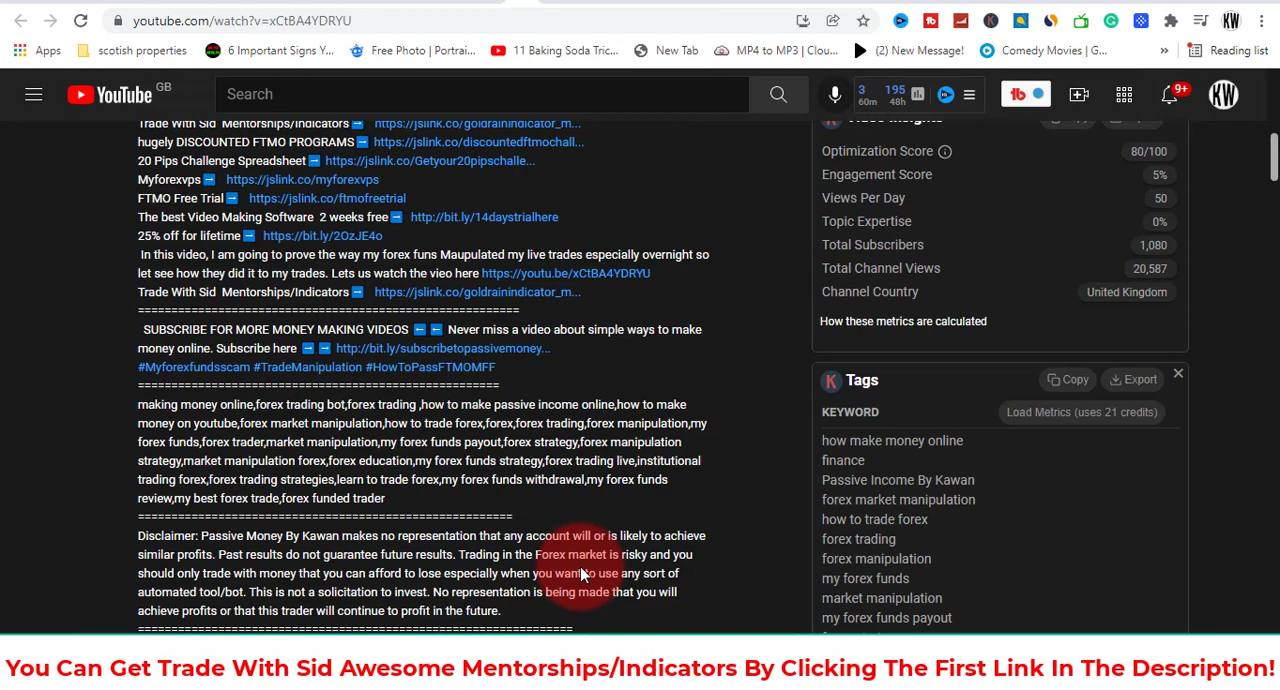 youtube.com/watch?v=xCtBA4YDRYU
KW
Apps scotish properties 6 Important Signs Y... Free Photo | Portrai... 11 Baking Soda Tric... New Tab MP4 to MP3 | Clou... (2) New Message! Comedy Movies | G... » Reading list
YouTube GB Search 3 60m 195 48h tb 9+ KW
Trade With Sid Mentorships/Indicators https://jslink.co/goldrainindicator_m...
hugely DISCOUNTED FTMO PROGRAMS https://jslink.co/discountedftmochall...
20 Pips Challenge Spreadsheet https://jslink.co/Getyour20pipschalle...
Myforexvps https://jslink.co/myforexvps
FTMO Free Trial https://jslink.co/ftmofreetrial
The best Video Making Software 2 weeks free http://bit.ly/14daystrialhere
25% off for lifetime https://bit.ly/2OzJE4o
In this video, I am going to prove the way my forex funs Maupulated my live trades especially overnight so
let see how they did it to my trades. Lets us watch the vieo here https://youtu.be/xCtBA4YDRYU
Trade With Sid Mentorships/Indicators https://jslink.co/goldrainindicator_m...
=========================================================
SUBSCRIBE FOR MORE MONEY MAKING VIDEOS Never miss a video about simple ways to make
money online. Subscribe here http://bit.ly/subscribetopassivemoney...
#Myforexfundsscam #TradeManipulation #HowToPassFTMOMFF
======================================================
making money online,forex trading bot,forex trading ,how to make passive income online,how to make
money on youtube,forex market manipulation,how to trade forex,forex,forex trading,forex manipulation,my
forex funds,forex trader,market manipulation,my forex funds payout,forex strategy,forex manipulation
strategy,market manipulation forex,forex education,my forex funds strategy,forex trading live,institutional
trading forex,forex trading strategies,learn to trade forex,my forex funds withdrawal,my forex funds
review,my best forex trade,forex funded trader
========================================================
Disclaimer: Passive Money By Kawan makes no representation that any account will or is likely to achieve
similar profits. Past results do not guarantee future results. Trading in the Forex market is risky and you
should only trade with money that you can afford to lose especially when you want to use any sort of
automated tool/bot. This is not a solicitation to invest. No representation is being made that you will
achieve profits or that this trader will continue to profit in the future.
================================================================
Video Insights
Optimization Score 80/100
Engagement Score 5%
Views Per Day 50
Topic Expertise 0%
Total Subscribers 1,080
Total Channel Views 20,587
Channel Country United Kingdom
How these metrics are calculated
K Tags Copy Export
KEYWORD Load Metrics (uses 21 credits)
how make money online
finance
Passive Income By Kawan
forex market manipulation
how to trade forex
forex trading
forex manipulation
my forex funds
market manipulation
my forex funds payout
You Can Get Trade With Sid Awesome Mentorships/Indicators By Clicking The First Link In The Description!